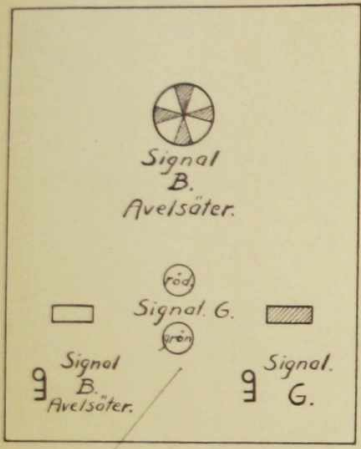 Signal
B.
Avelsäter.
röd.
Signal. G.
grön
Signal
B.
Avelsäter.
Signal.
G.